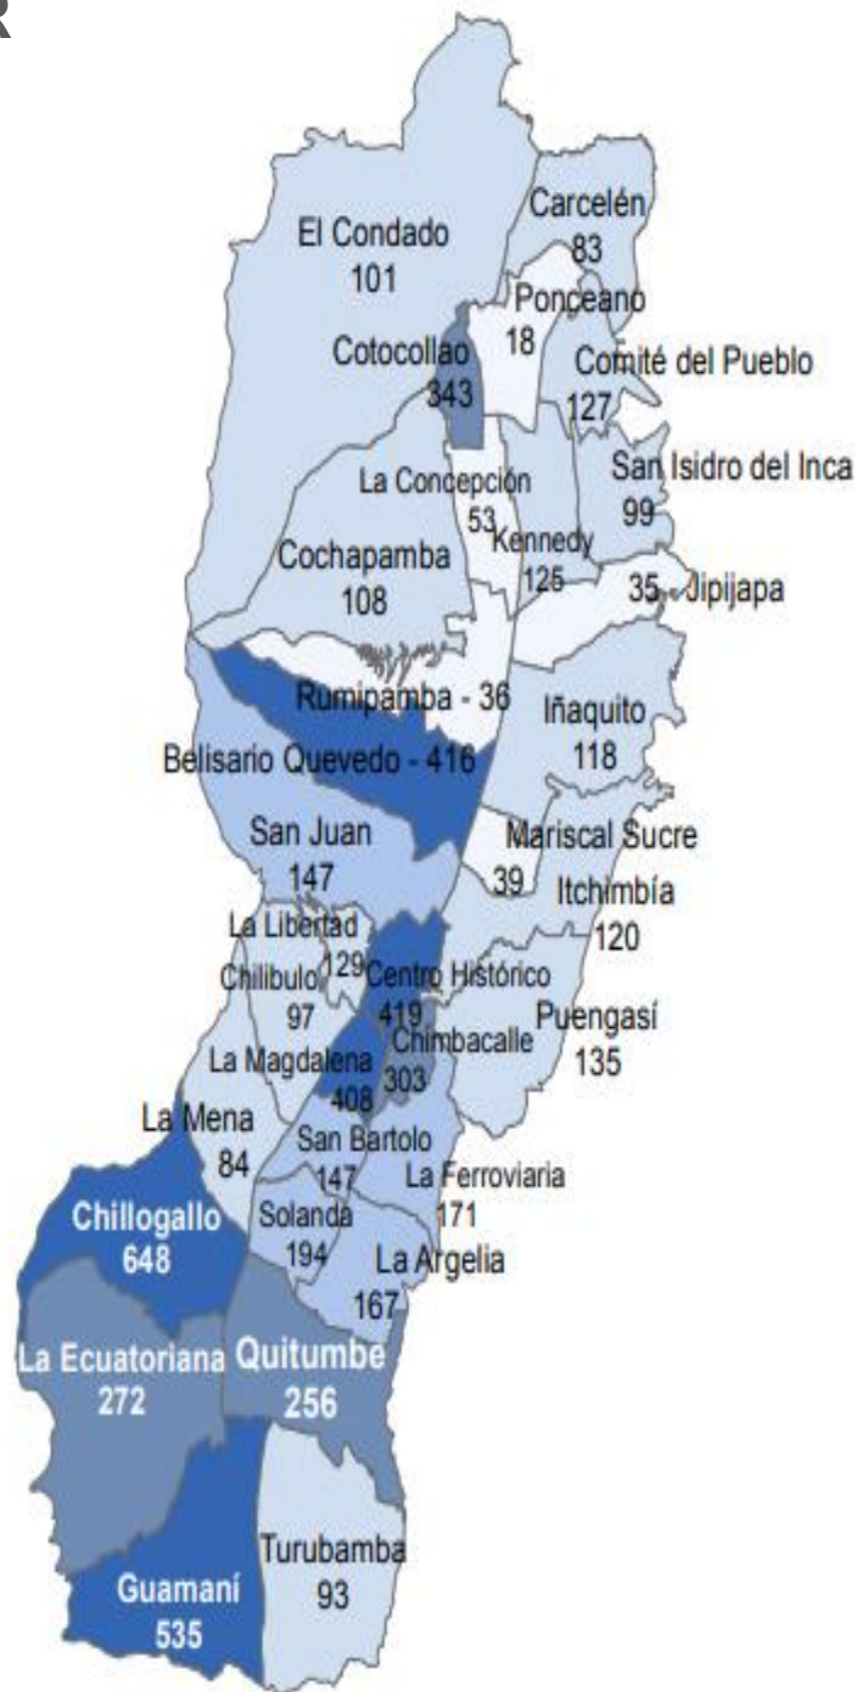 R
Carcelén
83
El Condado
101
Ponceano
18
Cotocollao
343
Comité del Pueblo
127
La Concepción
53
San Isidro del Inca
99
Kennedy
125
Cochapamba
108
35 - Jipijapa
Rumipamba - 36
Iñaquito
118
Belisario Quevedo - 416
San Juan
147
Mariscal Sucre
39
Itchimbía
120
La Libertad
129
Chilibulo
97
Centro Histórico
419
Puengasí
135
Chimbacalle
303
La Magdalena
408
La Mena
84
San Bartolo
147
La Ferroviaria
171
Chillogallo
648
Solanda
194
La Argelia
167
La Ecuatoriana
272
Quitumbe
256
Turubamba
93
Guamaní
535